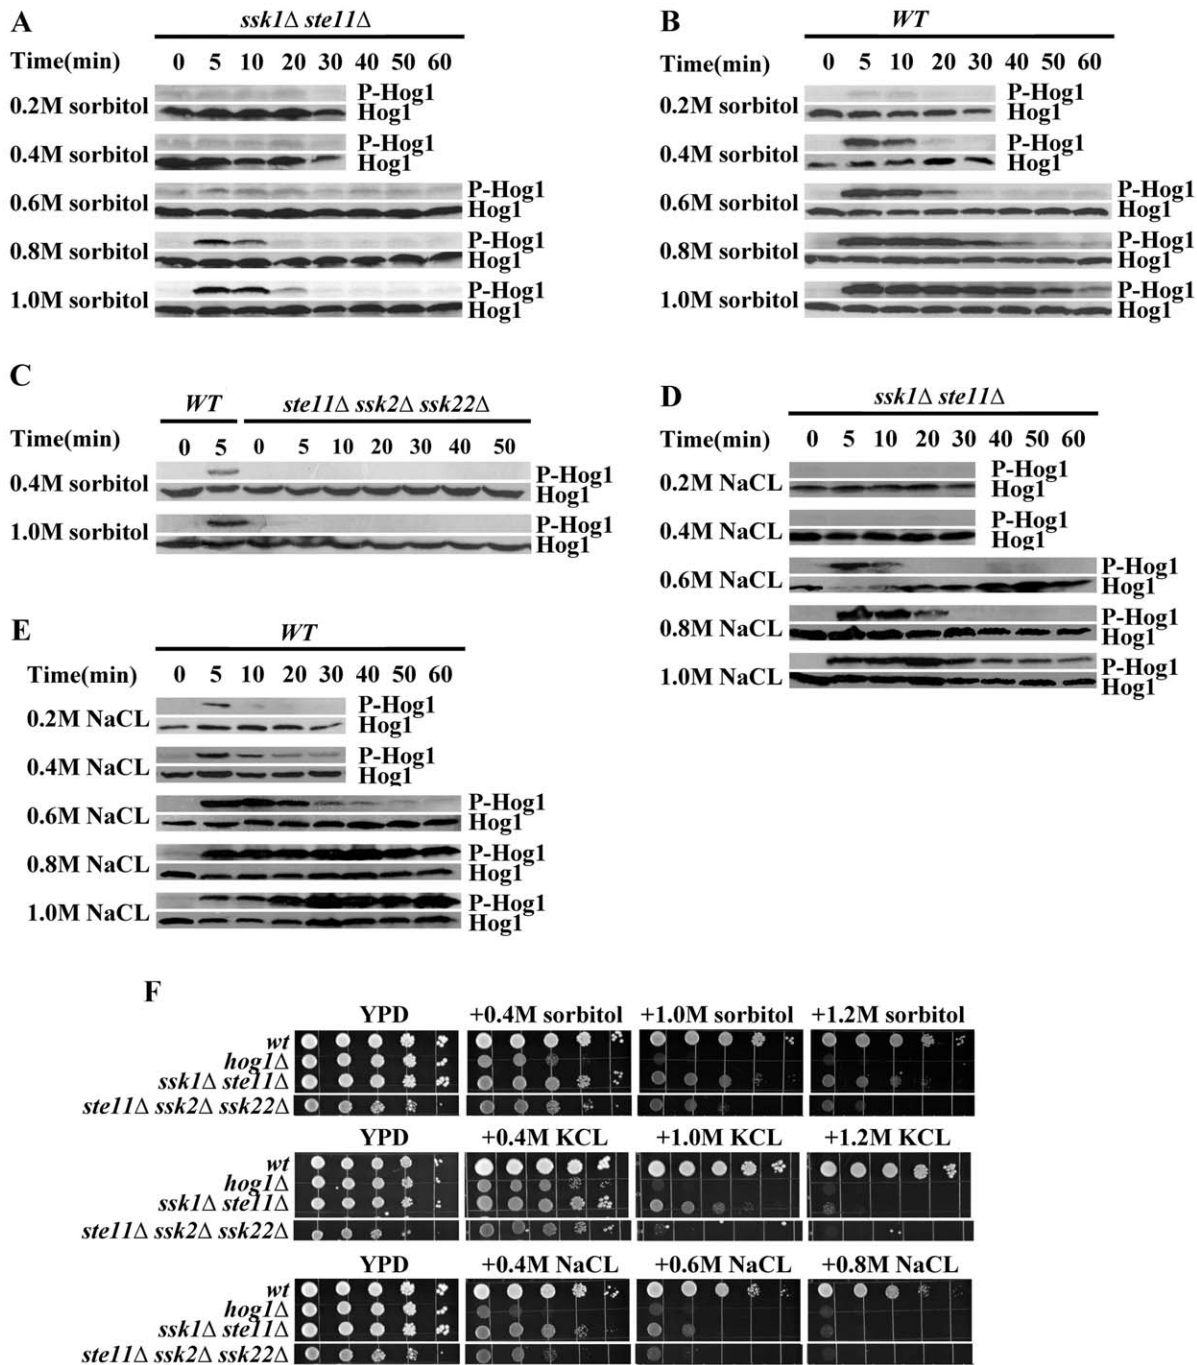 A
ssk1Δ ste11Δ
Time(min) 0 5 10 20 30 40 50 60
0.2M sorbitol P-Hog1
Hog1
0.4M sorbitol P-Hog1
Hog1
0.6M sorbitol P-Hog1
Hog1
0.8M sorbitol P-Hog1
Hog1
1.0M sorbitol P-Hog1
Hog1
B
WT
Time(min) 0 5 10 20 30 40 50 60
0.2M sorbitol P-Hog1
Hog1
0.4M sorbitol P-Hog1
Hog1
0.6M sorbitol P-Hog1
Hog1
0.8M sorbitol P-Hog1
Hog1
1.0M sorbitol P-Hog1
Hog1
C
WT ste11Δ ssk2Δ ssk22Δ
Time(min) 0 5 0 5 10 20 30 40 50
0.4M sorbitol P-Hog1
Hog1
1.0M sorbitol P-Hog1
Hog1
D
ssk1Δ ste11Δ
Time(min) 0 5 10 20 30 40 50 60
0.2M NaCL P-Hog1
Hog1
0.4M NaCL P-Hog1
Hog1
0.6M NaCL P-Hog1
Hog1
0.8M NaCL P-Hog1
Hog1
1.0M NaCL P-Hog1
Hog1
E
WT
Time(min) 0 5 10 20 30 40 50 60
0.2M NaCL P-Hog1
Hog1
0.4M NaCL P-Hog1
Hog1
0.6M NaCL P-Hog1
Hog1
0.8M NaCL P-Hog1
Hog1
1.0M NaCL P-Hog1
Hog1
F
YPD +0.4M sorbitol +1.0M sorbitol +1.2M sorbitol
wt
hog1Δ
ssk1Δ ste11Δ
ste11Δ ssk2Δ ssk22Δ
YPD +0.4M KCL +1.0M KCL +1.2M KCL
wt
hog1Δ
ssk1Δ ste11Δ
ste11Δ ssk2Δ ssk22Δ
YPD +0.4M NaCL +0.6M NaCL +0.8M NaCL
wt
hog1Δ
ssk1Δ ste11Δ
ste11Δ ssk2Δ ssk22Δ